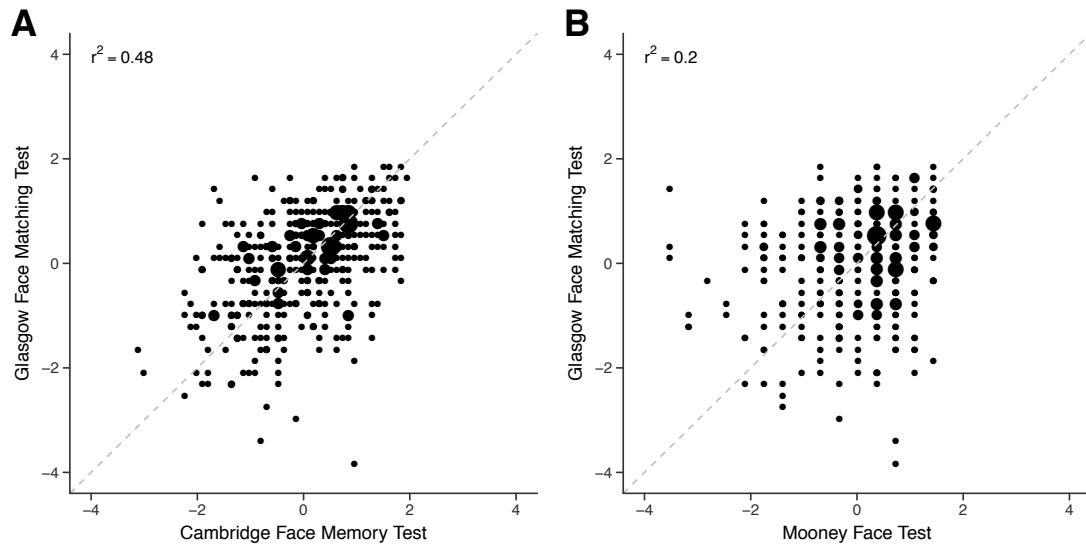 A
r² = 0.48
4
2
0
−2
−4
Glasgow Face Matching Test
−4 −2 0 2 4
Cambridge Face Memory Test
B
r² = 0.2
4
2
0
−2
−4
Glasgow Face Matching Test
−4 −2 0 2 4
Mooney Face Test